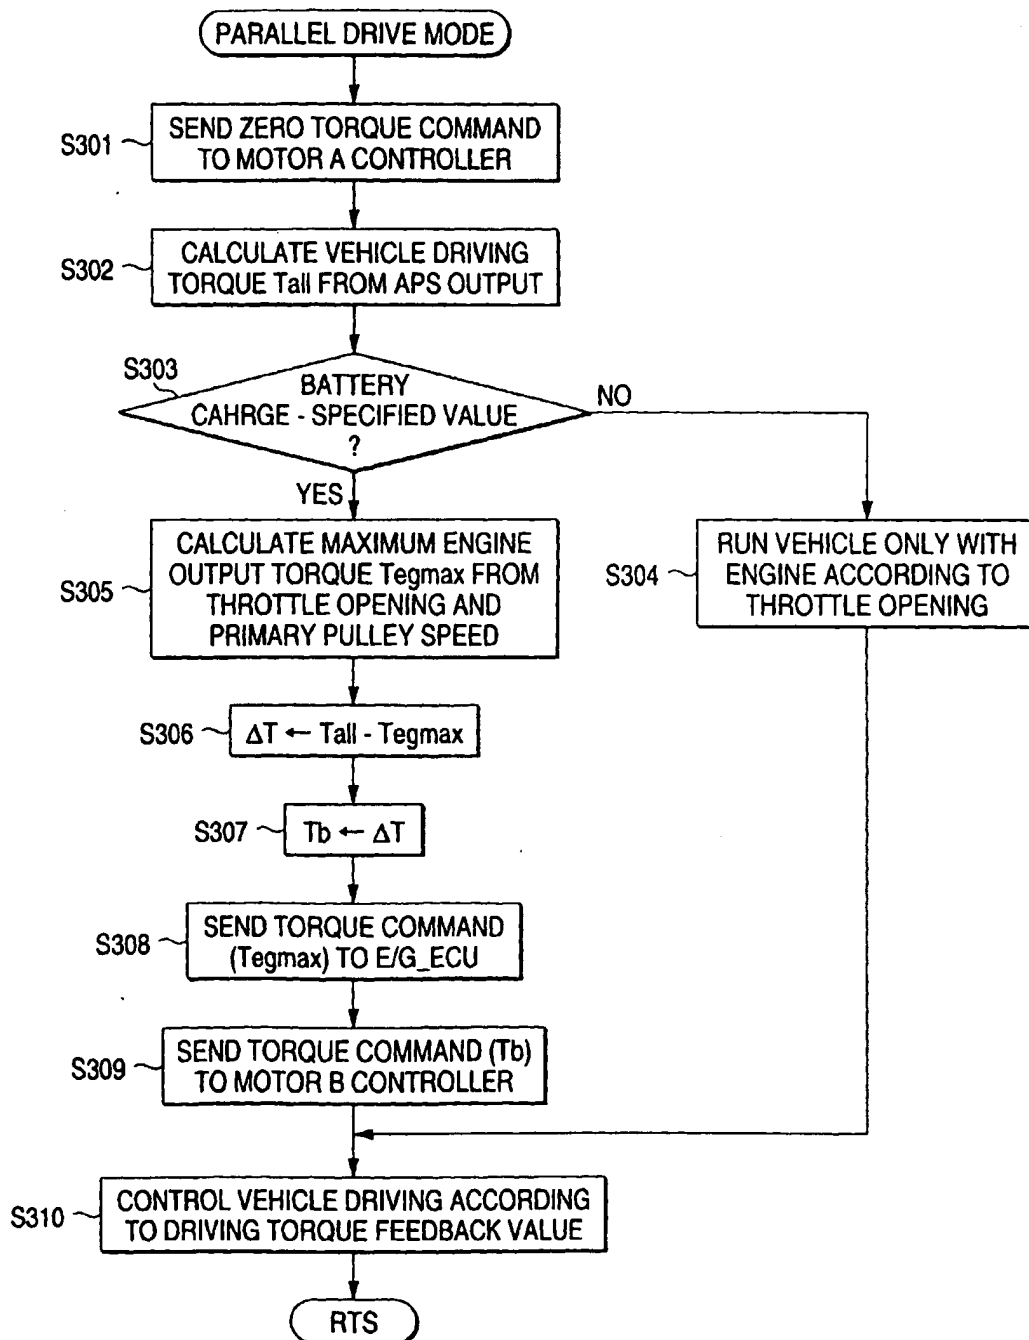 PARALLEL DRIVE MODE
S301
SEND ZERO TORQUE COMMAND
TO MOTOR A CONTROLLER
S302
CALCULATE VEHICLE DRIVING
TORQUE Tall FROM APS OUTPUT
S303
BATTERY
CAHRGE - SPECIFIED VALUE
?
NO
YES
S305
CALCULATE MAXIMUM ENGINE
OUTPUT TORQUE Tegmax FROM
THROTTLE OPENING AND
PRIMARY PULLEY SPEED
S304
RUN VEHICLE ONLY WITH
ENGINE ACCORDING TO
THROTTLE OPENING
S306
ΔT ← Tall - Tegmax
S307
Tb ← ΔT
S308
SEND TORQUE COMMAND
(Tegmax) TO E/G_ECU
S309
SEND TORQUE COMMAND (Tb)
TO MOTOR B CONTROLLER
S310
CONTROL VEHICLE DRIVING ACCORDING
TO DRIVING TORQUE FEEDBACK VALUE
RTS